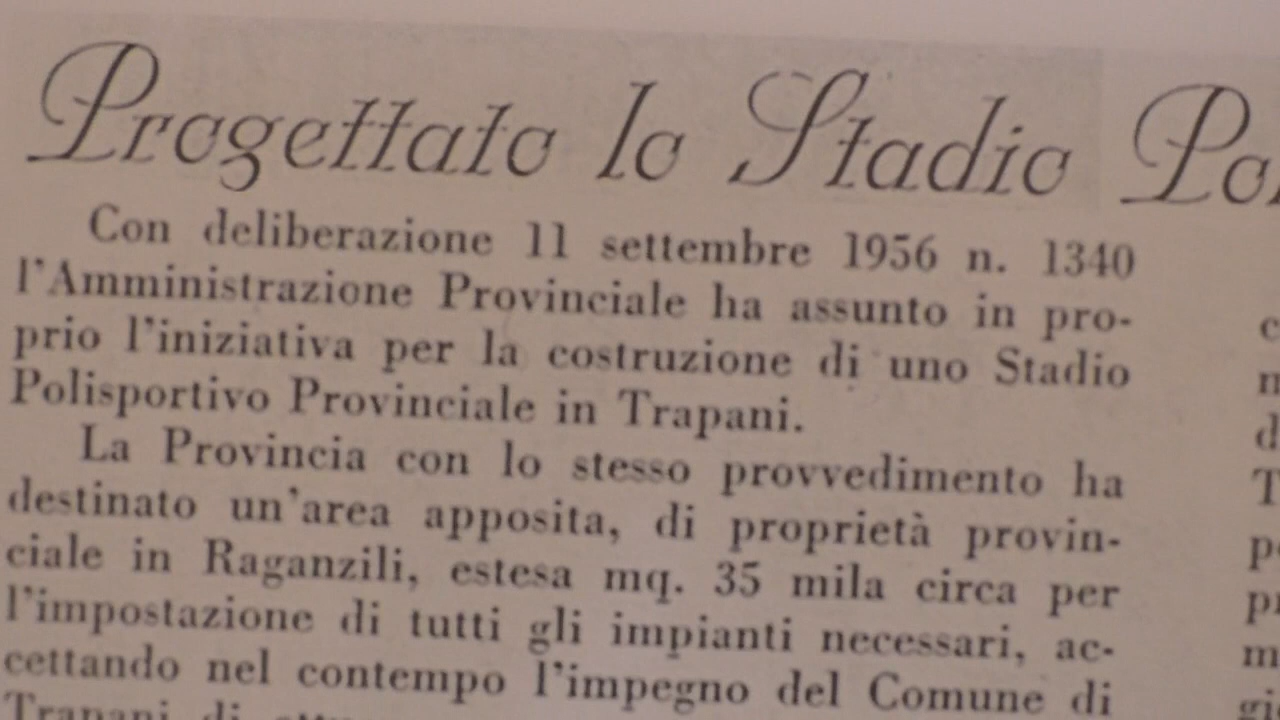 Progettato lo Stadio Po
Con deliberazione 11 settembre 1956 n. 1340
l'Amministrazione Provinciale ha assunto in pro-
prio l'iniziativa per la costruzione di uno Stadio
Polisportivo Provinciale in Trapani.
La Provincia con lo stesso provvedimento ha
destinato un'area apposita, di proprietà provin-
ciale in Raganzili, estesa mq. 35 mila circa per
l'impostazione di tutti gli impianti necessari, ac-
cettando nel contempo l'impegno del Comune di
Trapani di